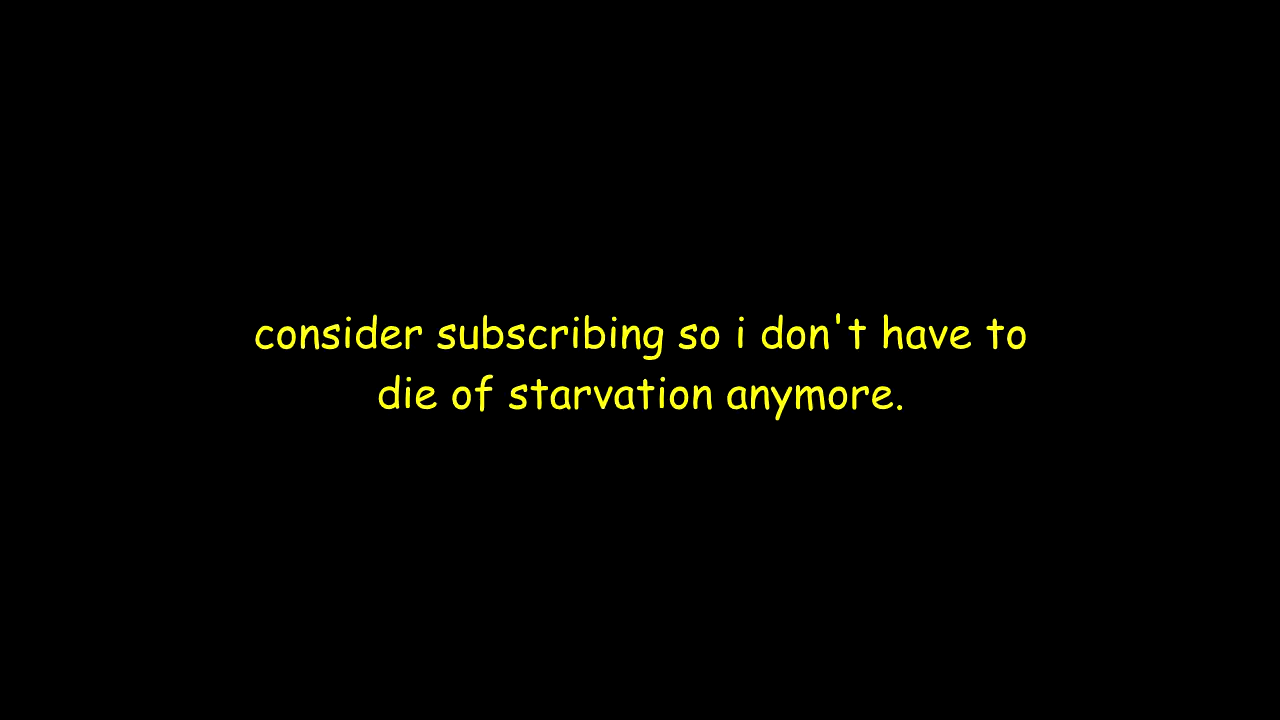 consider subscribing so i don't have to
die of starvation anymore.